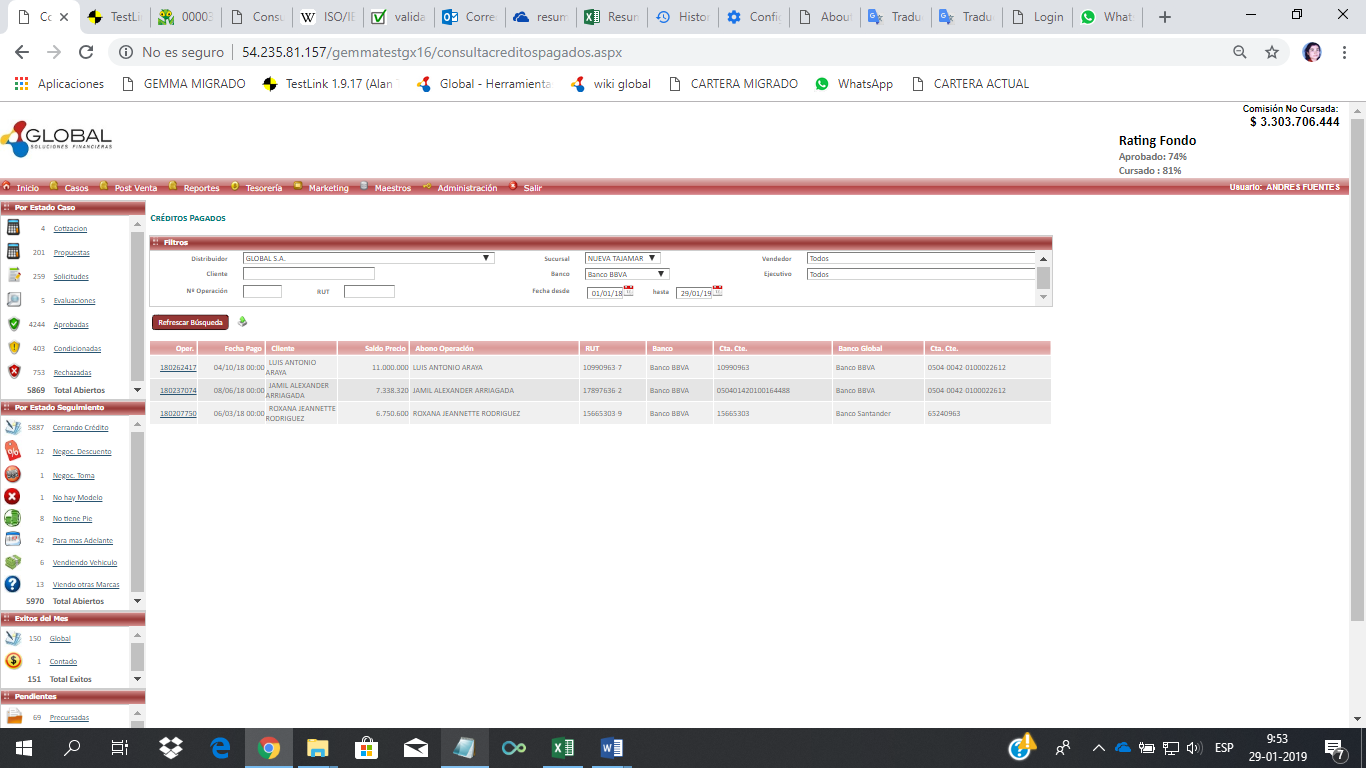 Cc
TestLin
00003
Consu
ISO/IE
valida
Corre
resum
Resun
Histor
Config
About
Tradu
Tradu
Login
What
No es seguro
54.235.81.157/gemmatestgx16/consultacreditospagados.aspx
Aplicaciones
GEMMA MIGRADO
TestLink 1.9.17 (Alan
Global - Herramienta
wiki global
CARTERA MIGRADO
WhatsApp
CARTERA ACTUAL
Comisión No Cursada:
$ 3.303.706.444
GLOBAL
SOLUCIONES FINANCIERAS
Rating Fondo
Aprobado: 74%
Cursado : 81%
Inicio Casos Post Venta Reportes Tesorería Marketing Maestros Administración Salir
Usuario: ANDRES FUENTES
Por Estado Caso
4 Cotizacion
201 Propuestas
259 Solicitudes
5 Evaluaciones
4244 Aprobadas
403 Condicionadas
753 Rechazadas
5869 Total Abiertos
Por Estado Seguimiento
5887 Cerrando Crédito
12 Negoc. Descuento
1 Negoc. Toma
1 No hay Modelo
8 No tiene Pie
42 Para mas Adelante
6 Vendiendo Vehículo
13 Viendo otras Marcas
5970 Total Abiertos
Exitos del Mes
150 Global
1 Contado
151 Total Exitos
Pendientes
69 Precursadas
CRÉDITOS PAGADOS
Filtros
Distribuidor GLOBAL S.A. Sucursal NUEVA TAJAMAR Vendedor Todos
Cliente Banco Banco BBVA Ejecutivo Todos
Nº Operación RUT Fecha desde 01/01/18 hasta 29/01/19
Refrescar Búsqueda
Oper. Fecha Pago Cliente Saldo Precio Abono Operación RUT Banco Cta. Cte. Banco Global Cta. Cte.
180262417 04/10/18 00:00 LUIS ANTONIO ARAYA 11.000.000 LUIS ANTONIO ARAYA 10990963-7 Banco BBVA 10990963 Banco BBVA 0504-0042-0100022612
180237074 08/06/18 00:00 JAMIL ALEXANDER ARRIAGADA 7.338.320 JAMIL ALEXANDER ARRIAGADA 17897636-2 Banco BBVA 050401420100164488 Banco BBVA 0504-0042-0100022612
180207750 06/03/18 00:00 ROXANA JEANNETTE RODRIGUEZ 6.750.600 ROXANA JEANNETTE RODRIGUEZ 15665303-9 Banco BBVA 15665303 Banco Santander 65240963
ESP
9:53
29-01-2019
7